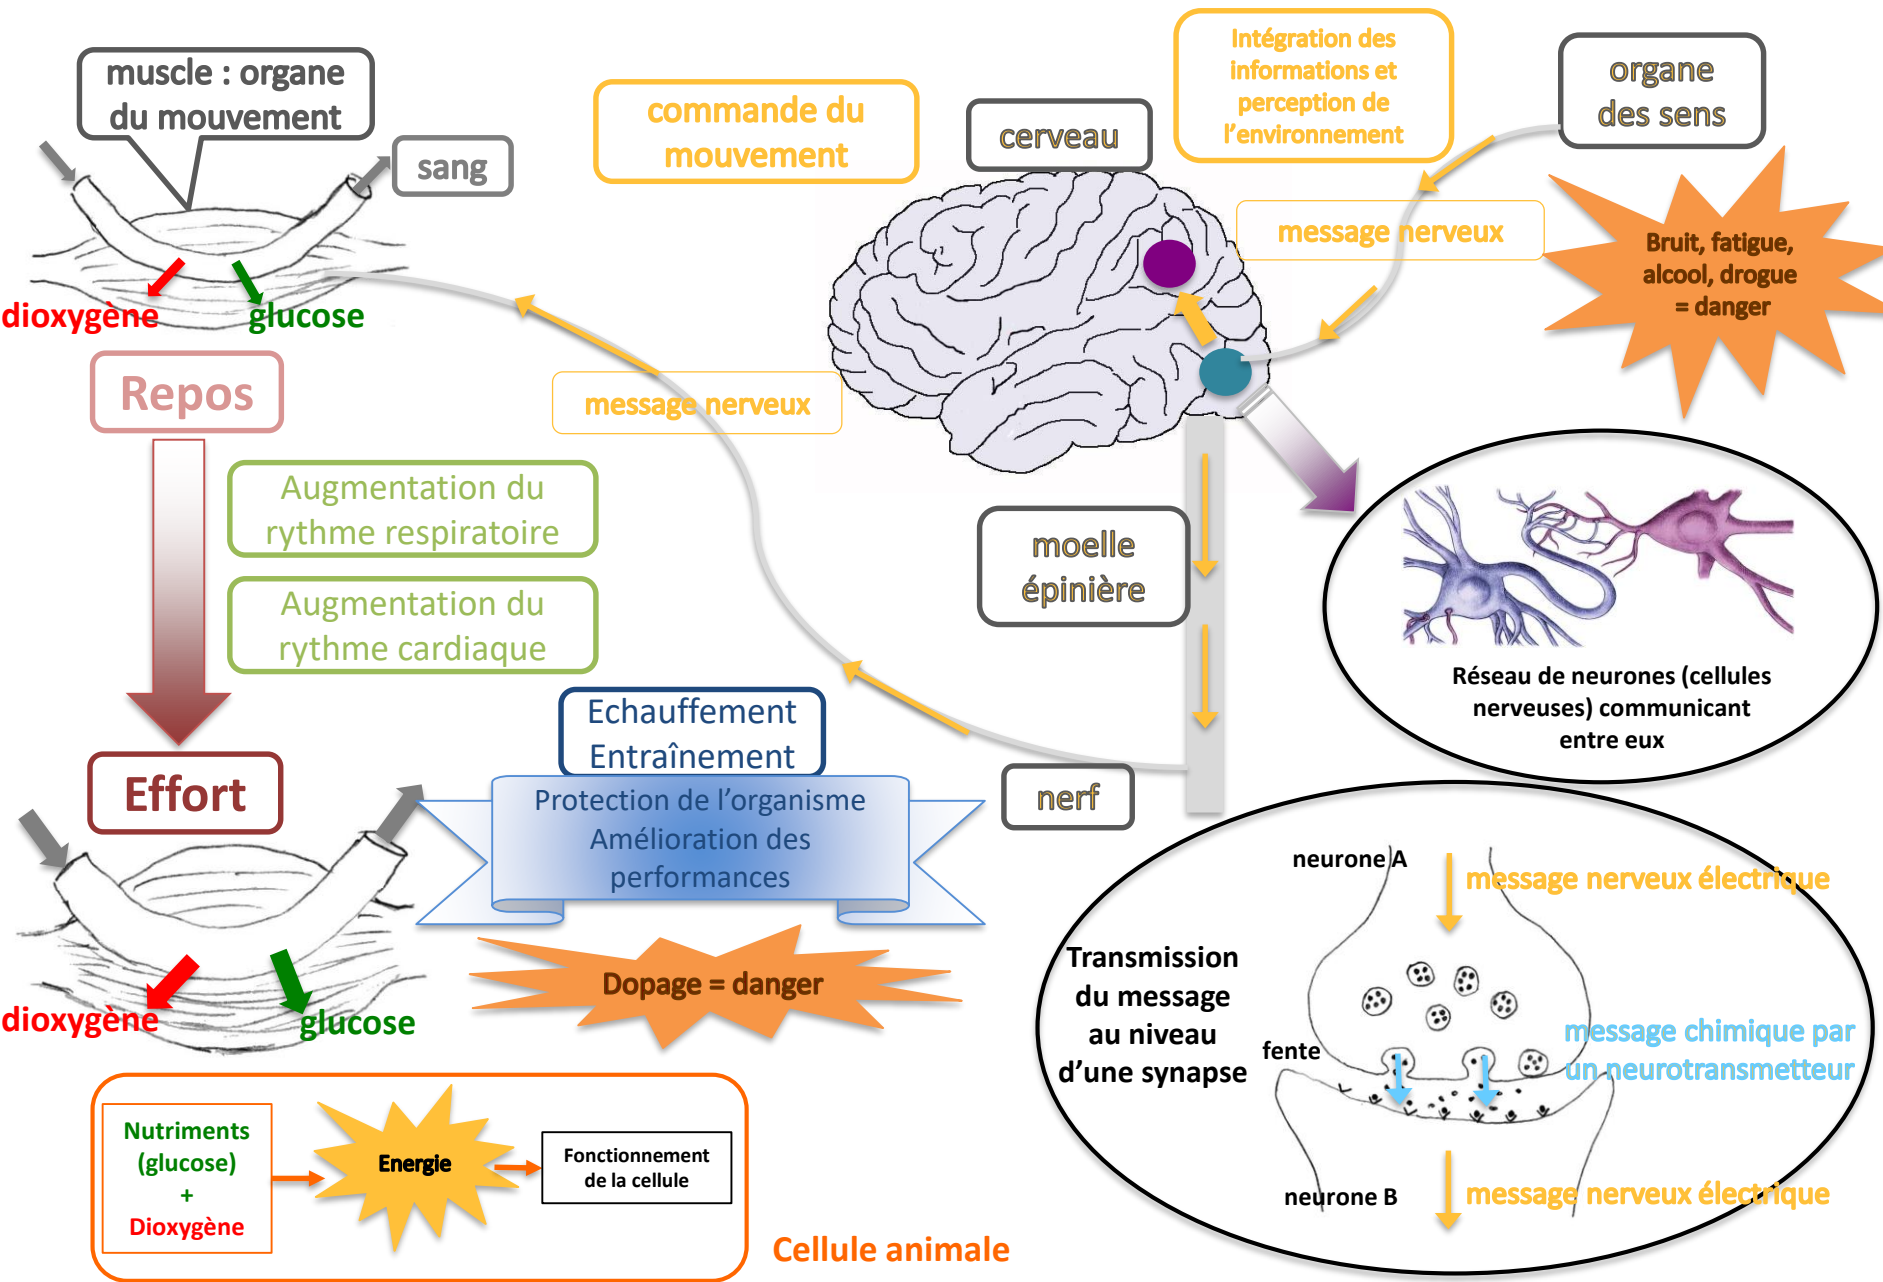 muscle : organe
du mouvement
sang
dioxygène
glucose
Repos
Augmentation du
rythme respiratoire
Augmentation du
rythme cardiaque
Effort
dioxygène
glucose
commande du
mouvement
cerveau
Intégration des
informations et
perception de
l'environnement
organe
des sens
message nerveux
Bruit, fatigue,
alcool, drogue
= danger
message nerveux
moelle
épinière
nerf
Echauffement
Entraînement
Protection de l'organisme
Amélioration des
performances
Dopage = danger
Réseau de neurones (cellules
nerveuses) communicant
entre eux
neurone A
message nerveux électrique
Transmission
du message
au niveau
d'une synapse
fente
message chimique par
un neurotransmetteur
neurone B
message nerveux électrique
Nutriments
(glucose)
+
Dioxygène
Energie
Fonctionnement
de la cellule
Cellule animale